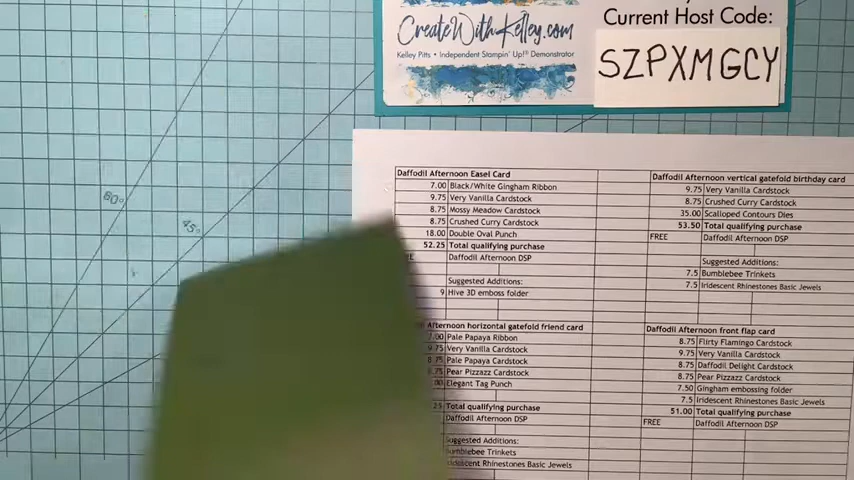 Current Host Code:
CreateWithKelley.com
Kelley Pitts • Independent Stampin' Up!® Demonstrator
SZPXMGCY
60°
45°
Daffodil Afternoon Easel Card
7.00 Black/White Gingham Ribbon
9.75 Very Vanilla Cardstock
8.75 Mossy Meadow Cardstock
8.75 Crushed Curry Cardstock
18.00 Double Oval Punch
52.25 Total qualifying purchase
Daffodil Afternoon DSP
Suggested Additions:
9 Hive 3D emboss folder
Daffodil Afternoon vertical gatefold birthday card
9.75 Very Vanilla Cardstock
8.75 Crushed Curry Cardstock
35.00 Scalloped Contours Dies
53.50 Total qualifying purchase
FREE Daffodil Afternoon DSP
Suggested Additions:
7.5 Bumblebee Trinkets
7.5 Iridescent Rhinestones Basic Jewels
Afternoon horizontal gatefold friend card
7.00 Pale Papaya Ribbon
9.75 Very Vanilla Cardstock
8.75 Pale Papaya Cardstock
8.75 Pear Pizzazz Cardstock
.00 Elegant Tag Punch
.25 Total qualifying purchase
Daffodil Afternoon DSP
Suggested Additions:
Bumblebee Trinkets
Iridescent Rhinestones Basic Jewels
Daffodil Afternoon front flap card
8.75 Flirty Flamingo Cardstock
9.75 Very Vanilla Cardstock
8.75 Daffodil Delight Cardstock
8.75 Pear Pizzazz Cardstock
7.50 Gingham embossing folder
7.5 Iridescent Rhinestones Basic Jewels
51.00 Total qualifying purchase
FREE Daffodil Afternoon DSP